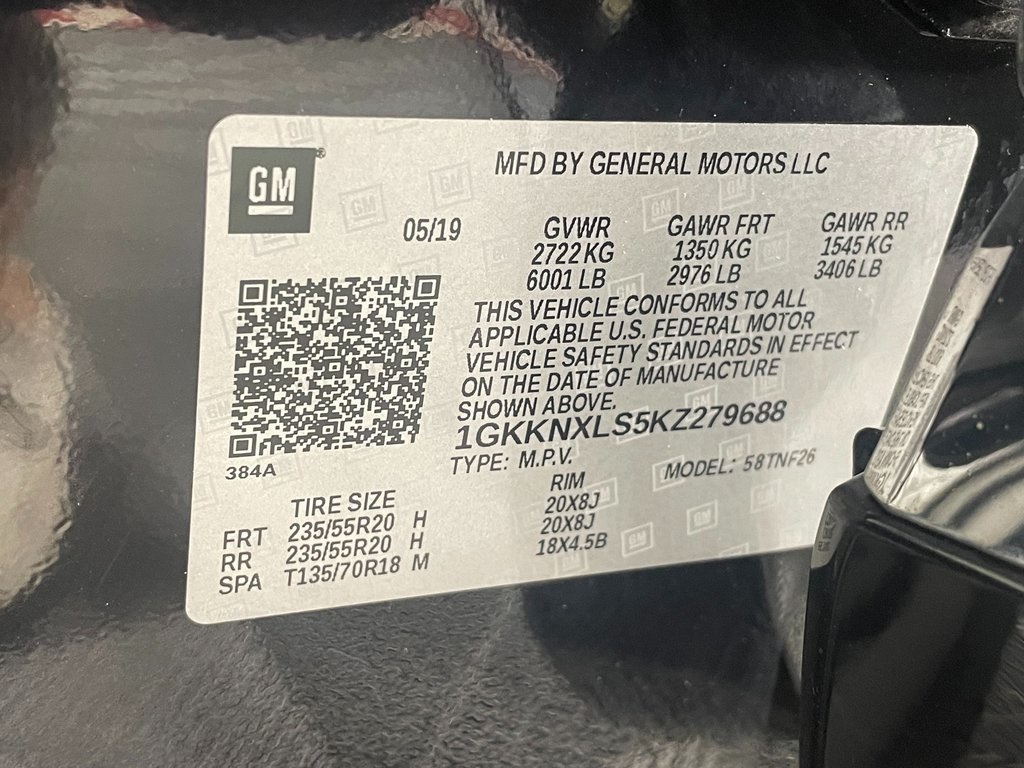 GM
MFD BY GENERAL MOTORS LLC
05/19
GVWR GAWR FRT GAWR RR
2722 KG 1350 KG 1545 KG
6001 LB 2976 LB 3406 LB
THIS VEHICLE CONFORMS TO ALL
APPLICABLE U.S. FEDERAL MOTOR
VEHICLE SAFETY STANDARDS IN EFFECT
ON THE DATE OF MANUFACTURE
SHOWN ABOVE.
1GKKNXLS5KZ279688
384A
TYPE: M.P.V. MODEL: 58TNF26
TIRE SIZE RIM
FRT 235/55R20 H 20X8J
RR 235/55R20 H 20X8J
SPA T135/70R18 M 18X4.5B